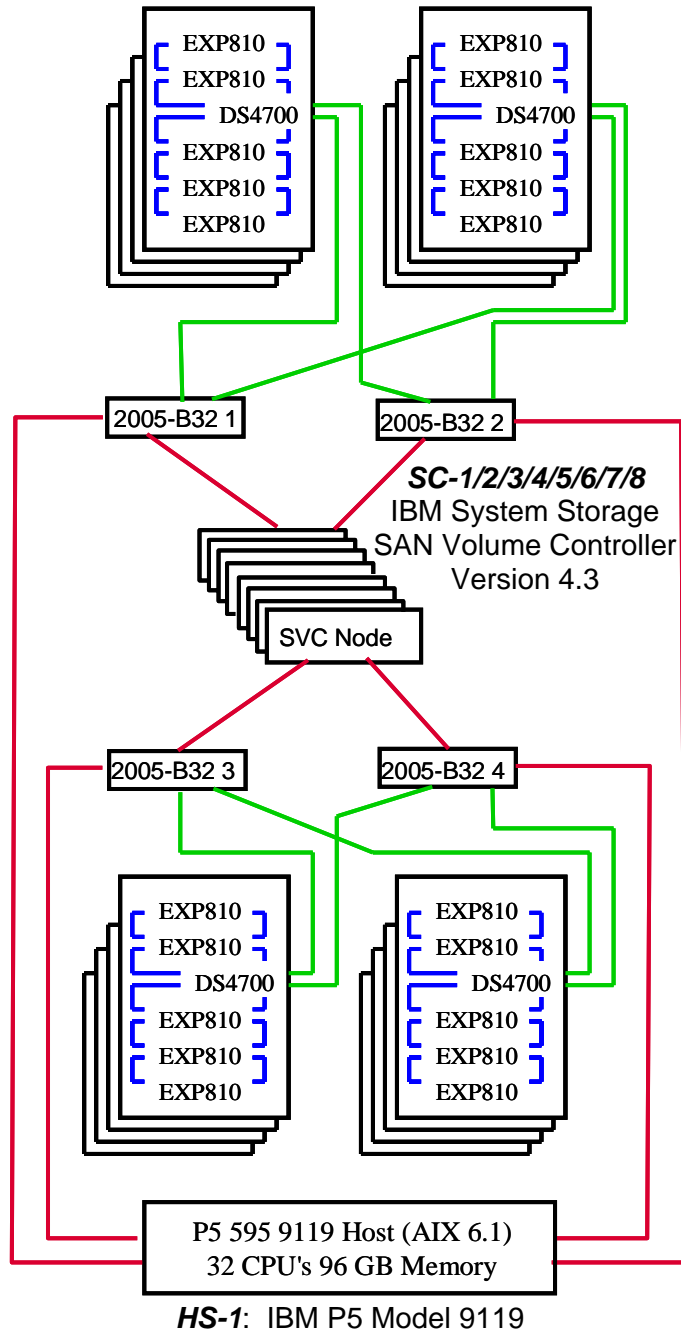 EXP810
EXP810
DS4700
EXP810
EXP810
EXP810
EXP810
EXP810
DS4700
EXP810
EXP810
EXP810
2005-B32 1
2005-B32 2
SC-1/2/3/4/5/6/7/8
IBM System Storage
SAN Volume Controller
Version 4.3
SVC Node
2005-B32 3
2005-B32 4
EXP810
EXP810
DS4700
EXP810
EXP810
EXP810
EXP810
EXP810
DS4700
EXP810
EXP810
EXP810
P5 595 9119 Host (AIX 6.1)
32 CPU's 96 GB Memory
HS-1: IBM P5 Model 9119